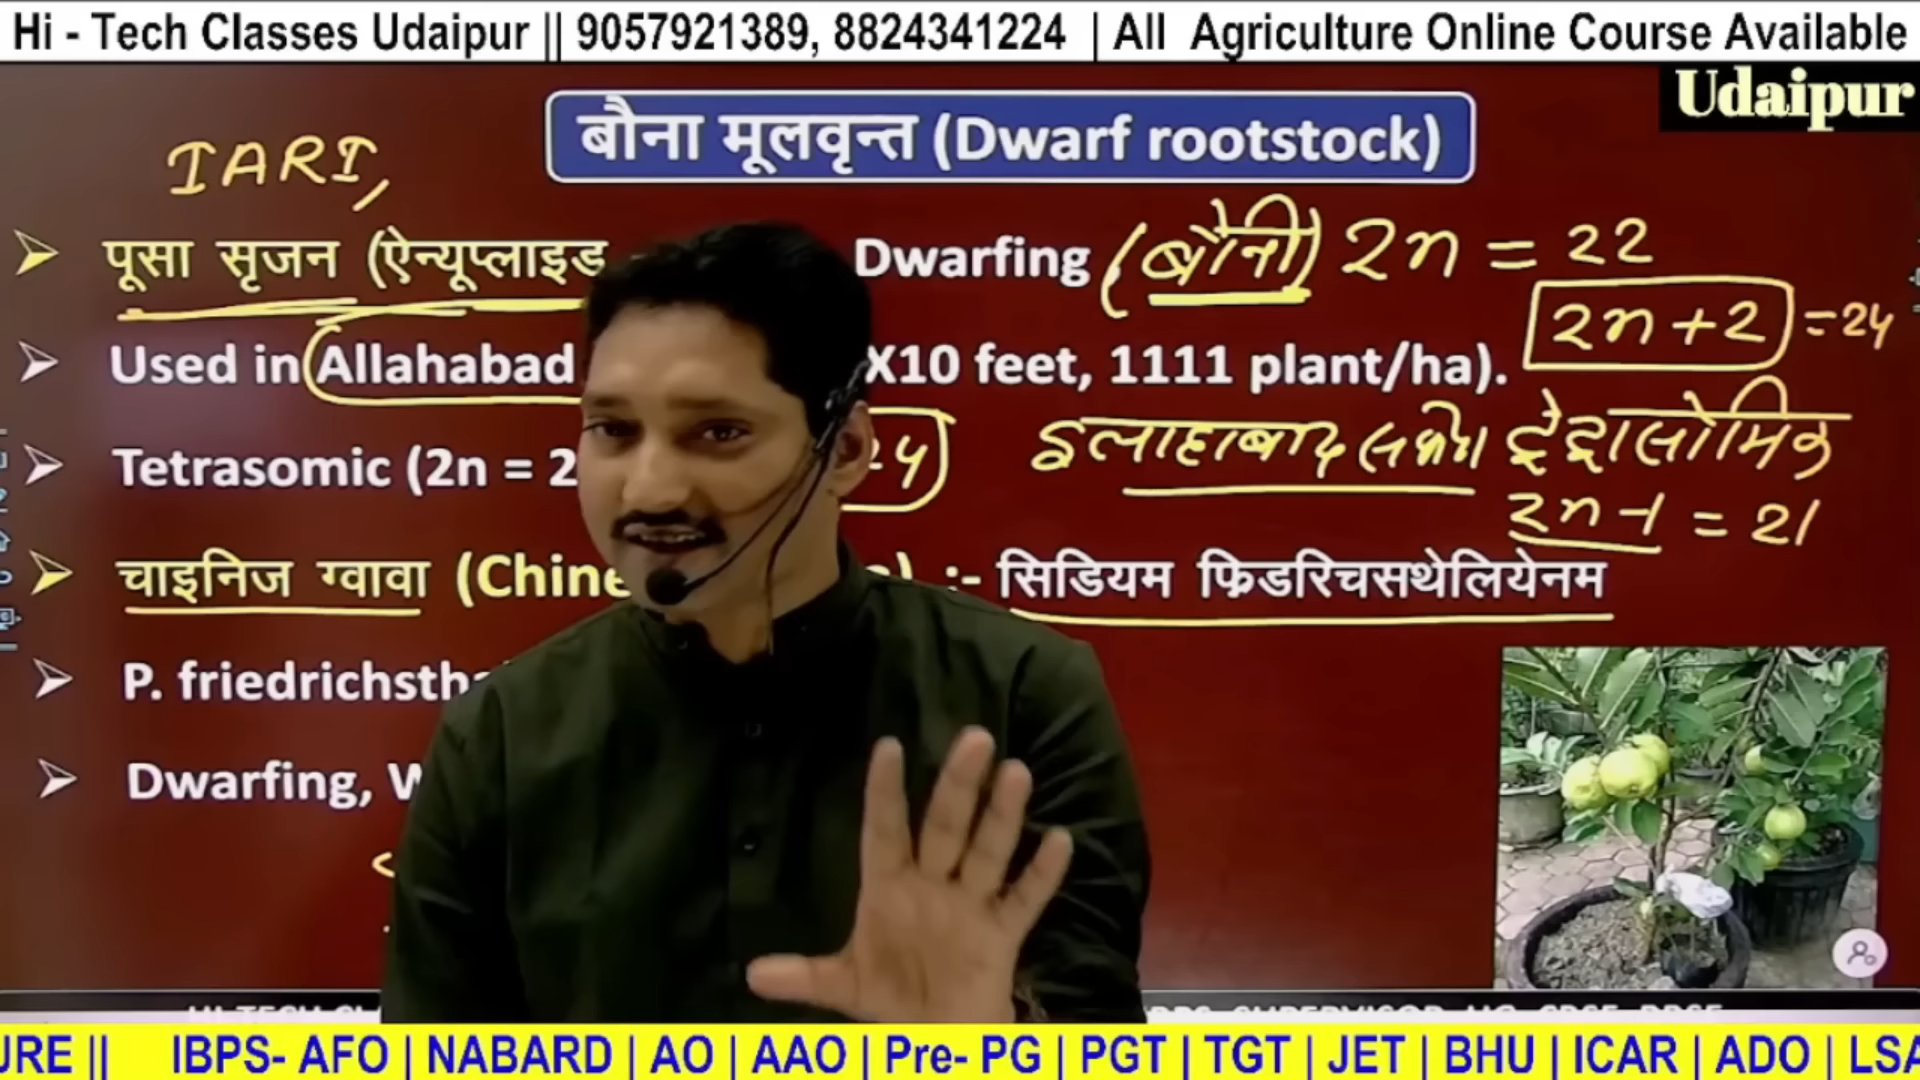 Hi - Tech Classes Udaipur || 9057921389, 8824341224 | All Agriculture Online Course Available
Udaipur
बौना मूलवृन्त (Dwarf rootstock)
IARI,
पूसा सृजन (ऐन्यूप्लाइड Dwarfing (बौनी) 2n = 22
2n+2 = 24
Used in Allahabad X10 feet, 1111 plant/ha).
Tetrasomic (2n = 2 24) इलाहाबाद सफेदा टेट्रासोमिक
2n-1 = 21
चाइनिज ग्वावा (Chine :- सिडियम फ्रिडरिचसथेलियेनम
P. friedrichstha
Dwarfing, W
URE || IBPS- AFO | NABARD | AO | AAO | Pre- PG | PGT | TGT | JET | BHU | ICAR | ADO | LSA